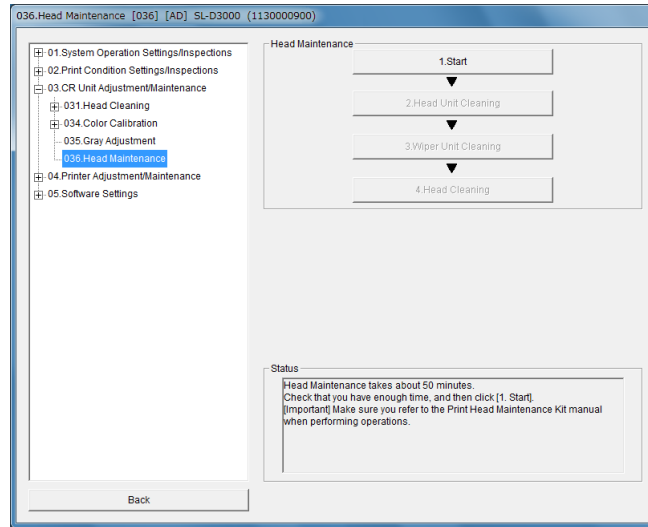 036.Head Maintenance [036] [AD] SL-D3000 (1130000900)
01.System Operation Settings/Inspections
02.Print Condition Settings/Inspections
03.CR Unit Adjustment/Maintenance
031.Head Cleaning
034.Color Calibration
035.Gray Adjustment
036.Head Maintenance
04.Printer Adjustment/Maintenance
05.Software Settings
Back
Head Maintenance
1.Start
2.Head Unit Cleaning
3.Wiper Unit Cleaning
4.Head Cleaning
Status
Head Maintenance takes about 50 minutes.
Check that you have enough time, and then click [1. Start].
[Important] Make sure you refer to the Print Head Maintenance Kit manual
when performing operations.